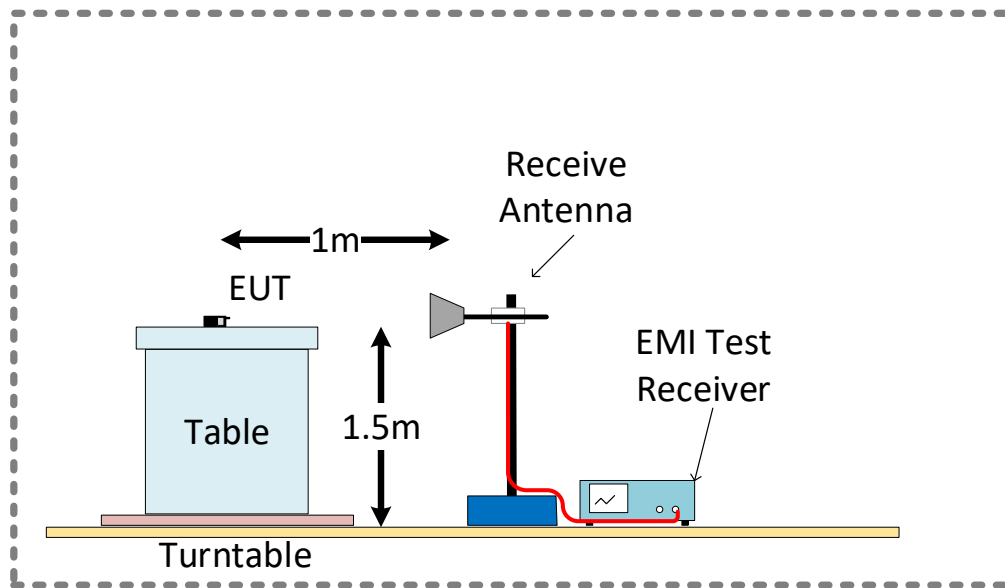 Receive
Antenna
1m
EUT
EMI Test
Receiver
Table
1.5m
Turntable